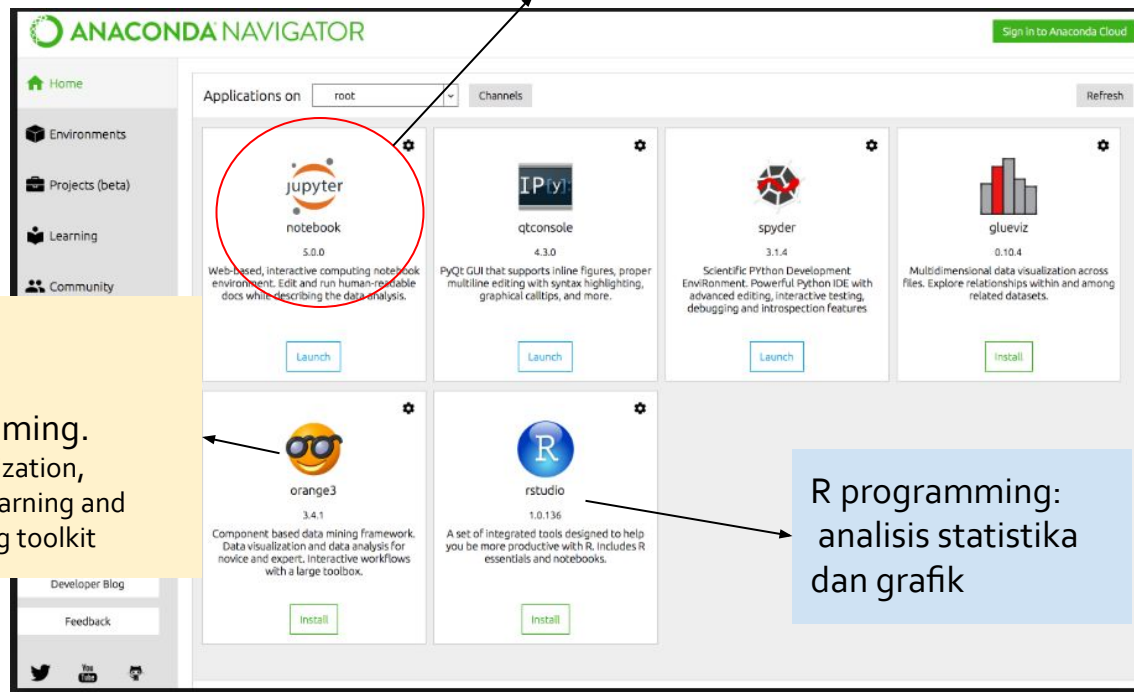 ANACONDA NAVIGATOR
Sign in to Anaconda Cloud
Home
Environments
Projects (beta)
Learning
Community
Developer Blog
Feedback
You
Tube
Applications on root
Channels
Refresh
jupyter
notebook
5.0.0
Web-based, interactive computing notebook
environment. Edit and run human-readable
docs while describing the data analysis.
Launch
IP[y]:
qtconsole
4.3.0
PyQt GUI that supports inline figures, proper
multiline editing with syntax highlighting,
graphical calltips, and more.
Launch
spyder
3.1.4
Scientific PYthon Development
EnviRonment. Powerful Python IDE with
advanced editing, interactive testing,
debugging and introspection features
Launch
glueviz
0.10.4
Multidimensional data visualization across
files. Explore relationships within and among
related datasets.
Install
ming.
ization,
arning and
g toolkit
orange3
3.4.1
Component based data mining framework.
Data visualization and data analysis for
novice and expert. Interactive workflows
with a large toolbox.
Install
R
rstudio
1.0.136
A set of integrated tools designed to help
you be more productive with R. Includes R
essentials and notebooks.
Install
R programming:
analisis statistika
dan grafik